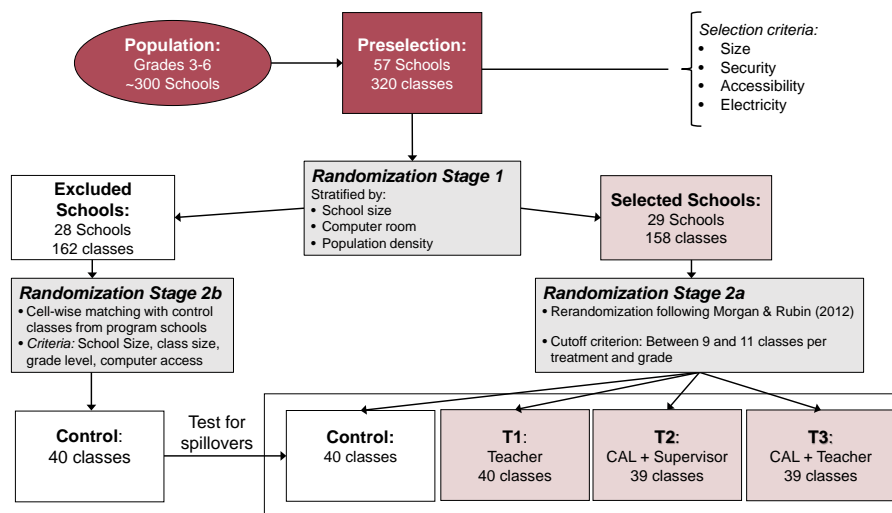 Population:
Grades 3-6
~300 Schools
Preselection:
57 Schools
320 classes
Selection criteria:
• Size
• Security
• Accessibility
• Electricity
Randomization Stage 1
Stratified by:
• School size
• Computer room
• Population density
Excluded
Schools:
28 Schools
162 classes
Selected Schools:
29 Schools
158 classes
Randomization Stage 2b
• Cell-wise matching with control
classes from program schools
• Criteria: School Size, class size,
grade level, computer access
Randomization Stage 2a
• Rerandomization following Morgan & Rubin (2012)
• Cutoff criterion: Between 9 and 11 classes per
treatment and grade
Control:
40 classes
Test for
spillovers
Control:
40 classes
T1:
Teacher
40 classes
T2:
CAL + Supervisor
39 classes
T3:
CAL + Teacher
39 classes